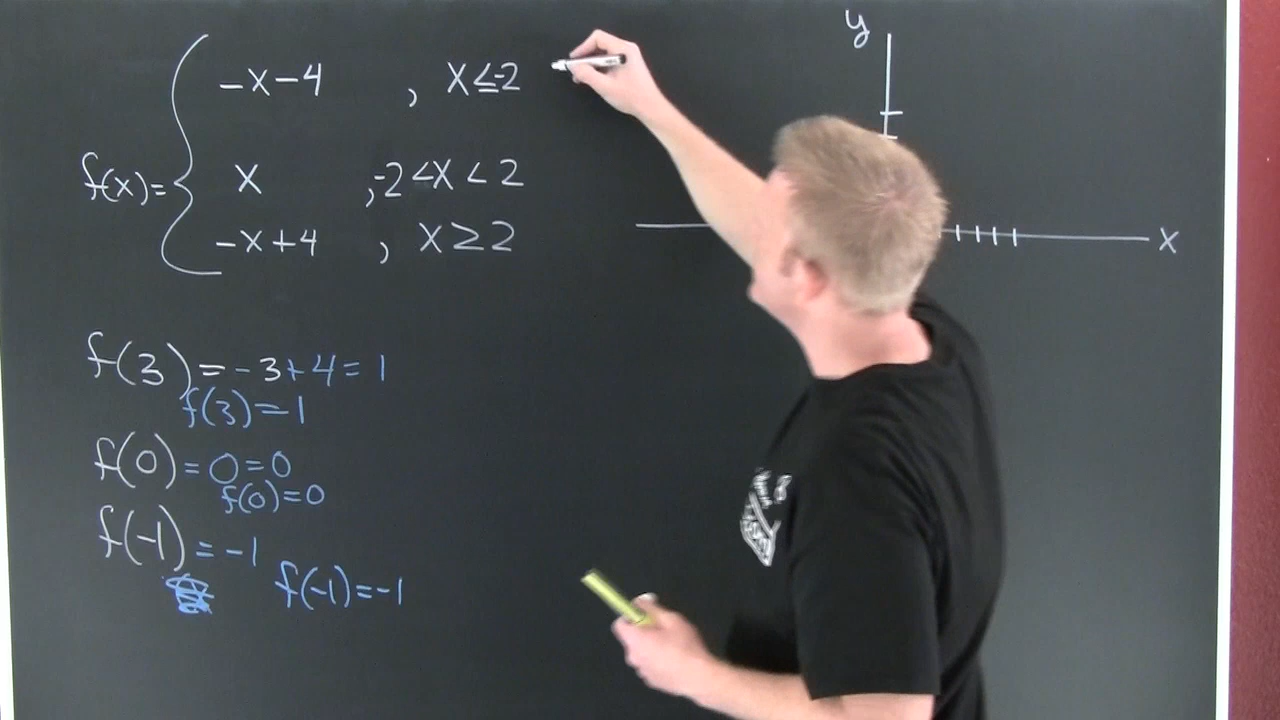 -x-4 , x≤-2
f(x)= x , -2<x<2
-x+4 , x≥2
f(3)=-3+4=1
f(3)=1
f(0)=0=0
f(0)=0
f(-1)=-1
f(-1)=-1
y
x